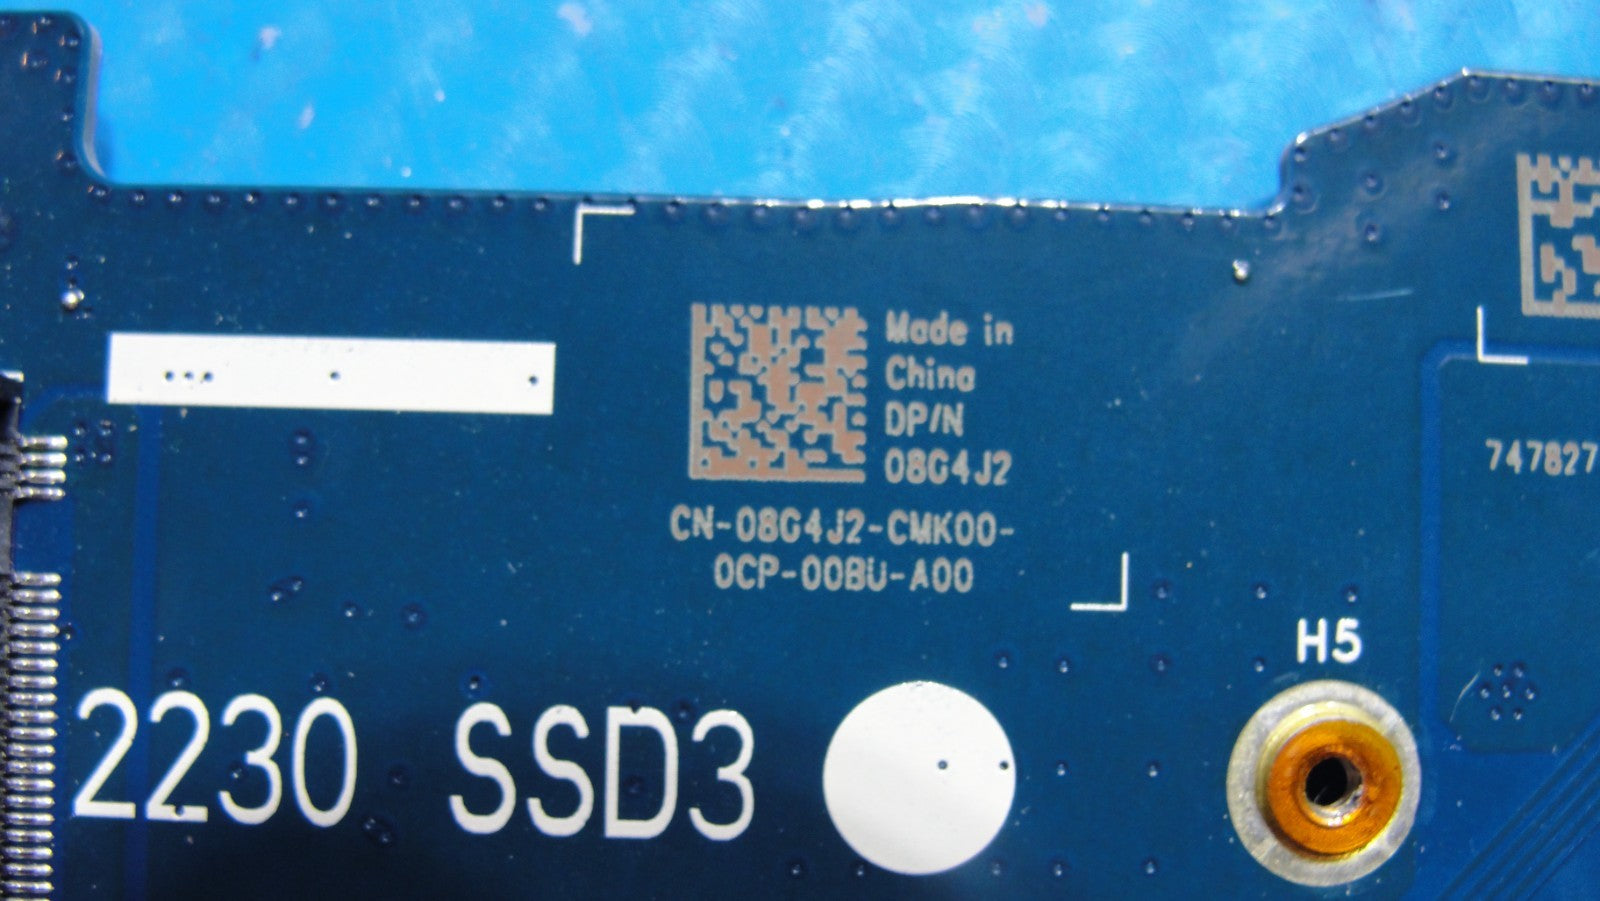 Made in
China
DP/N
08G4J2
CN-08G4J2-CMK00-
0CP-00BU-A00
747827
H5
2230 SSD3